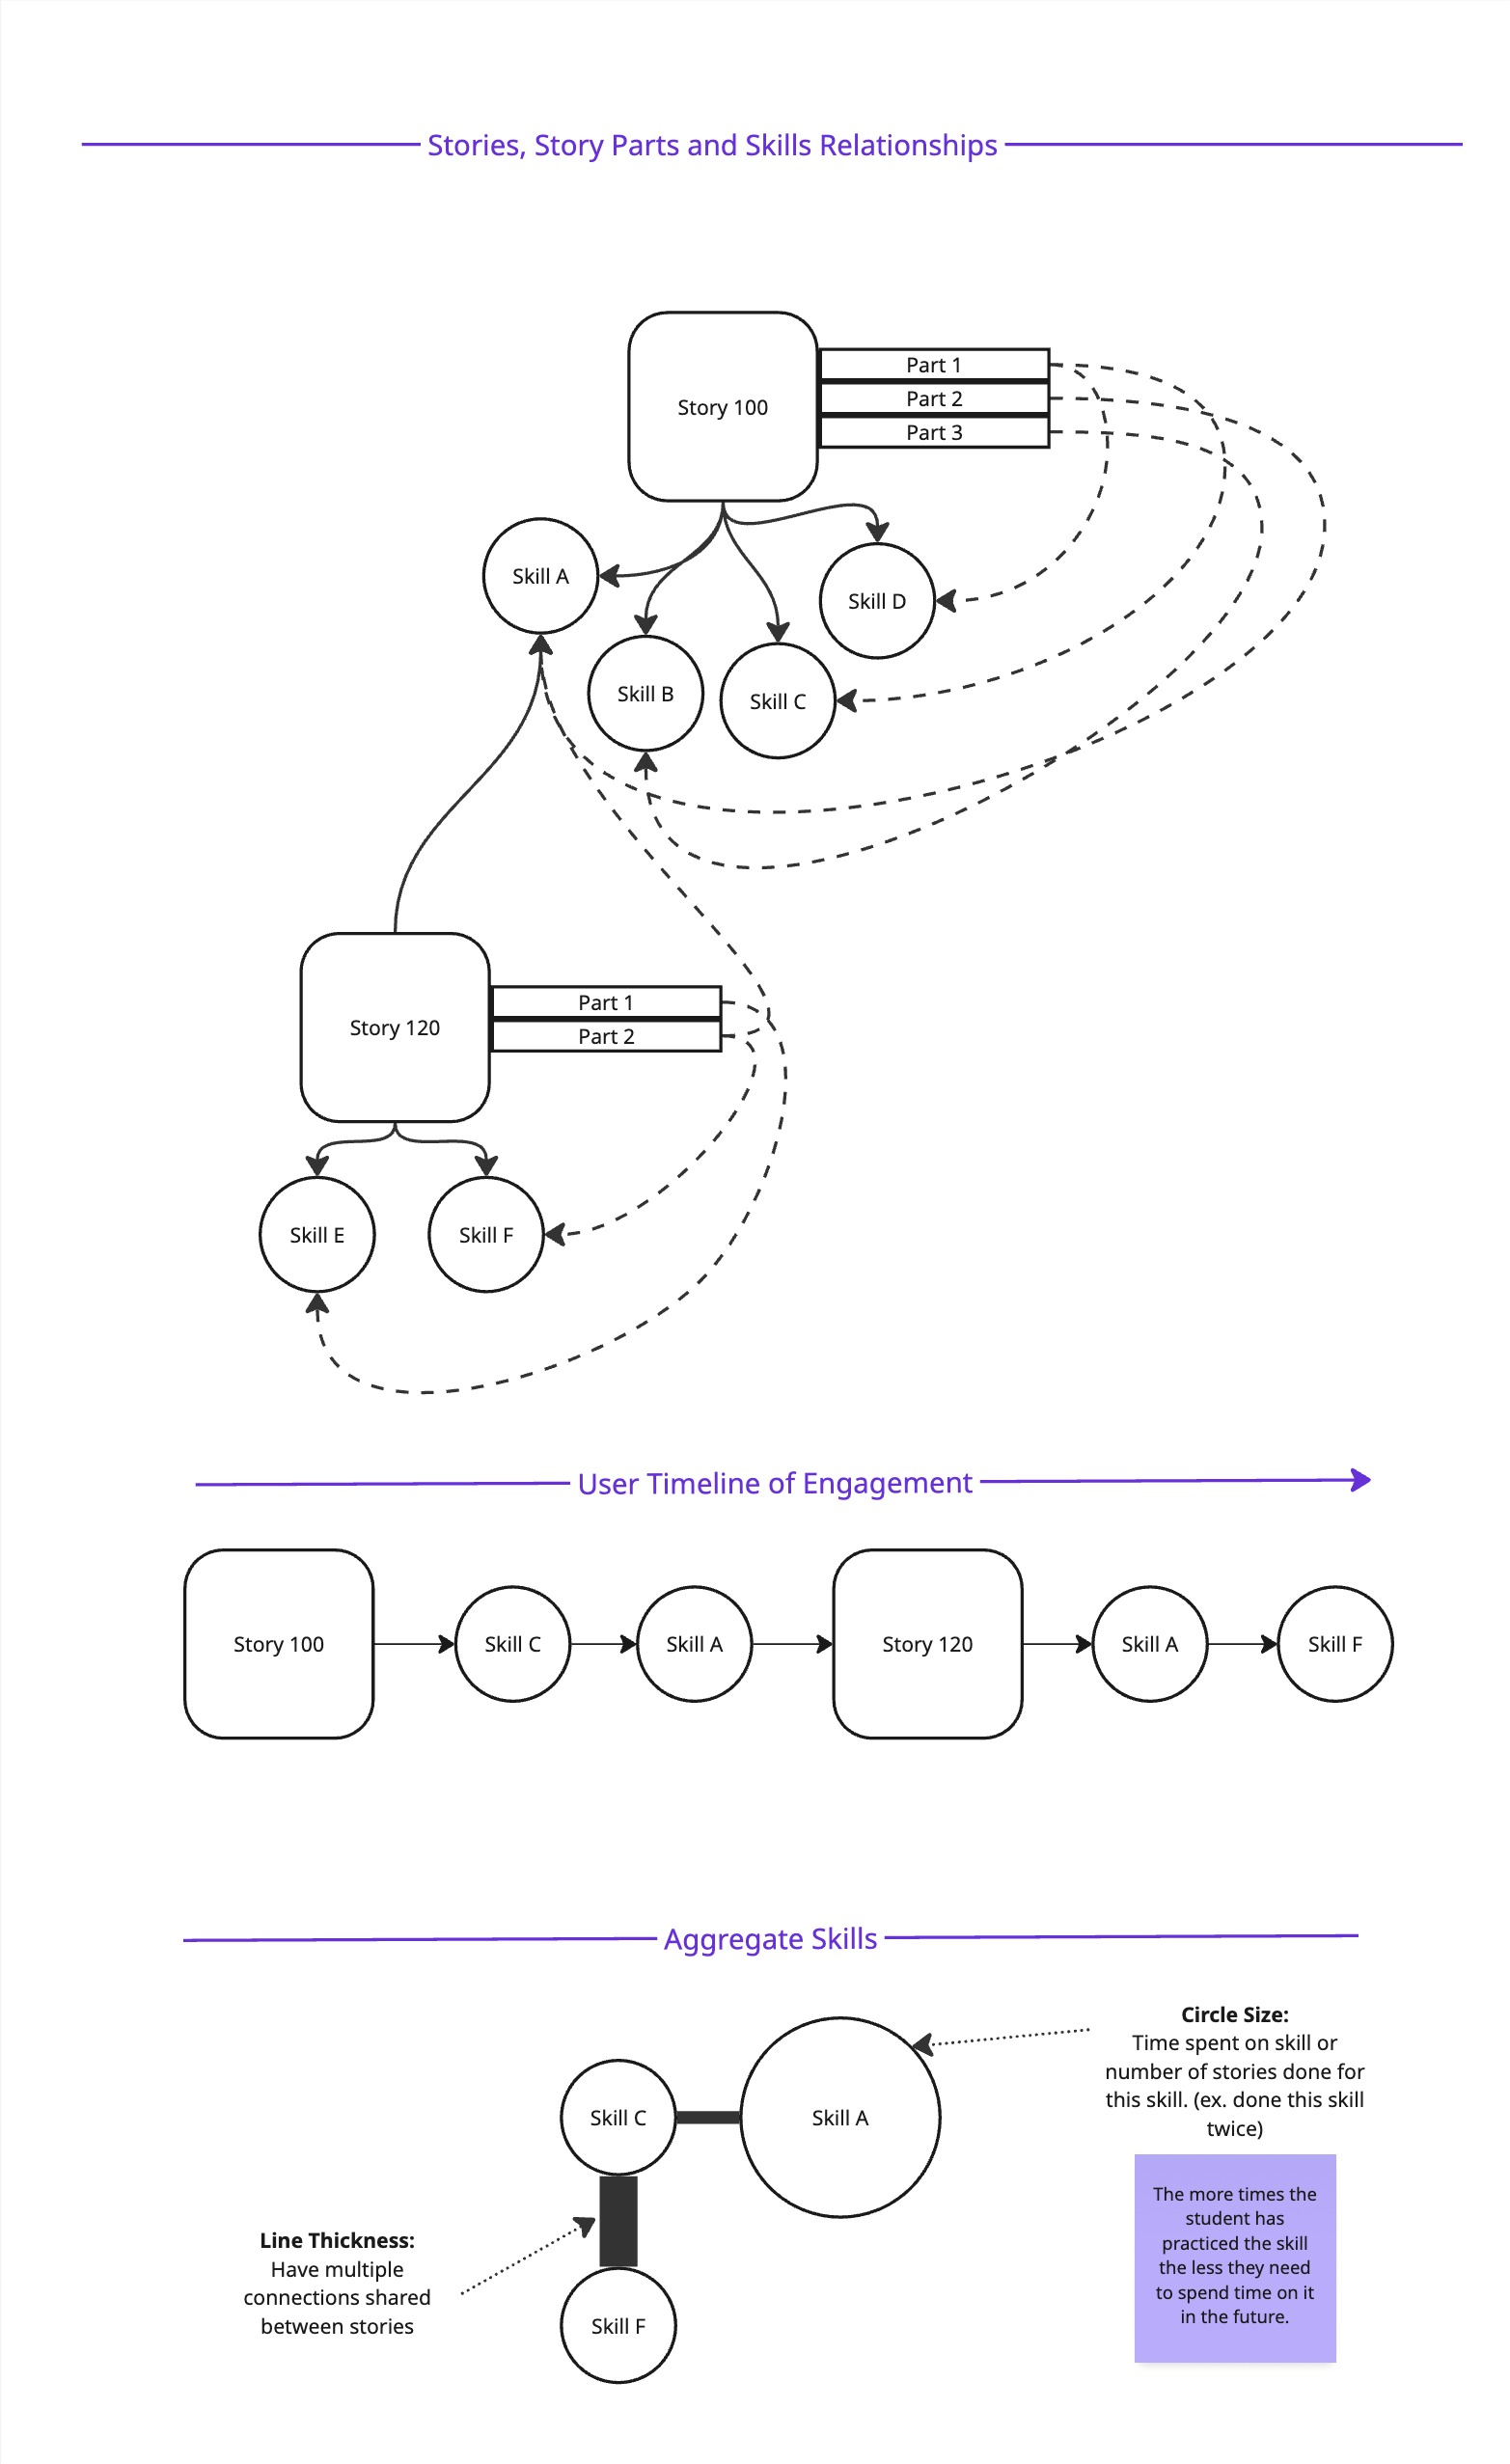 Stories, Story Parts and Skills Relationships
Story 100
Part 1
Part 2
Part 3
Skill A
Skill B
Skill C
Skill D
Story 120
Part 1
Part 2
Skill E
Skill F
User Timeline of Engagement
Story 100
Skill C
Skill A
Story 120
Skill A
Skill F
Aggregate Skills
Circle Size:
Time spent on skill or
number of stories done for
this skill. (ex. done this skill
twice)
Skill C
Skill A
The more times the
student has
practiced the skill
the less they need
to spend time on it
in the future.
Line Thickness:
Have multiple
connections shared
between stories
Skill F